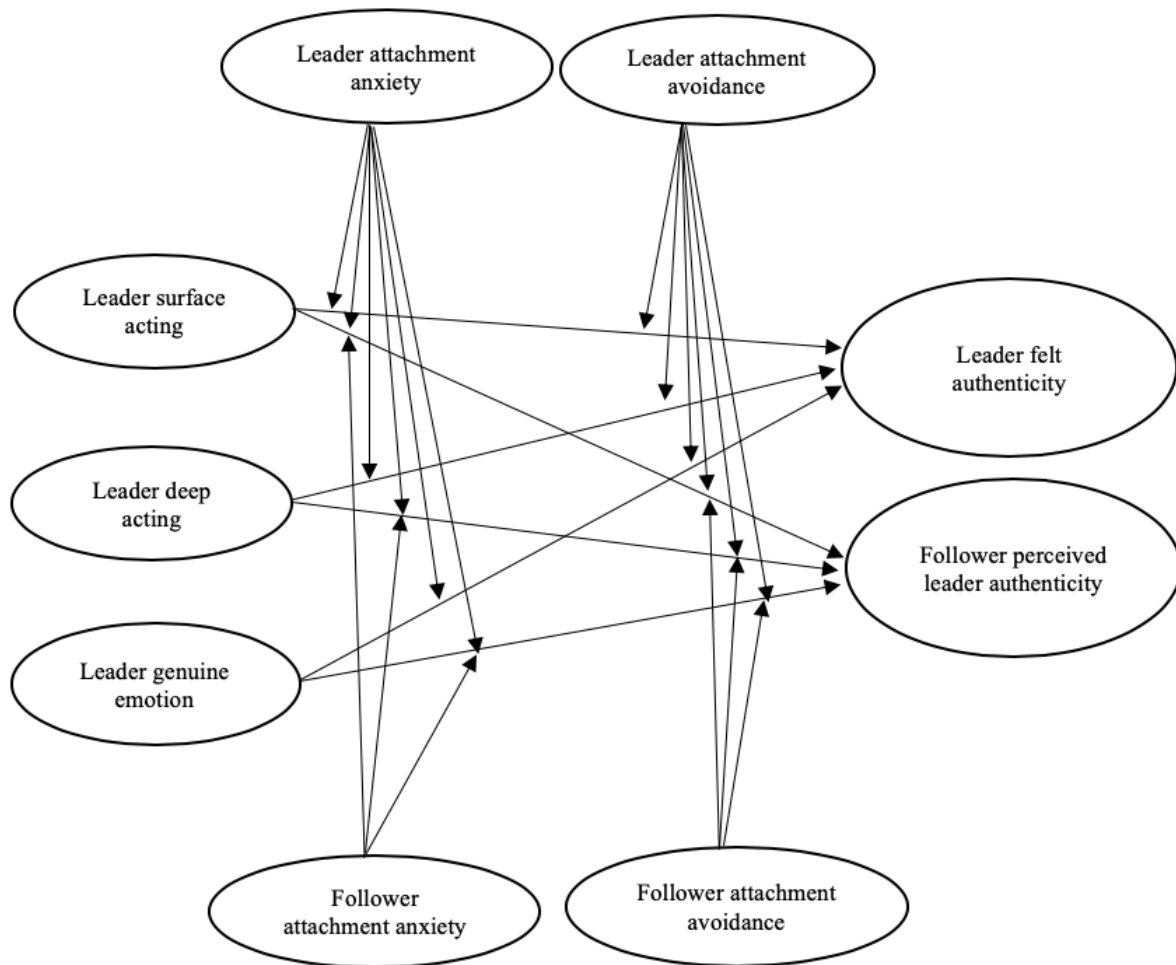 Leader attachment
anxiety
Leader attachment
avoidance
Leader surface
acting
Leader felt
authenticity
Leader deep
acting
Follower perceived
leader authenticity
Leader genuine
emotion
Follower
attachment anxiety
Follower attachment
avoidance